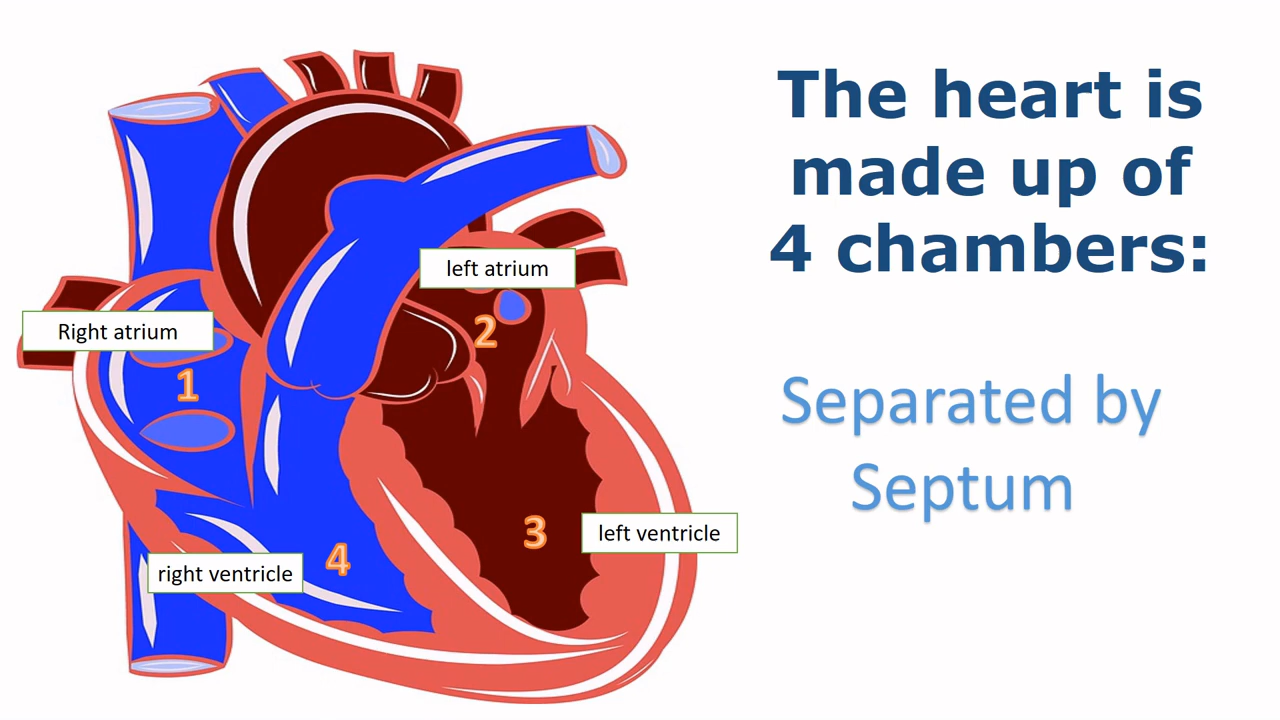 The heart is
made up of
4 chambers:
Separated by
Septum
left atrium
2
Right atrium
1
left ventricle
3
right ventricle
4